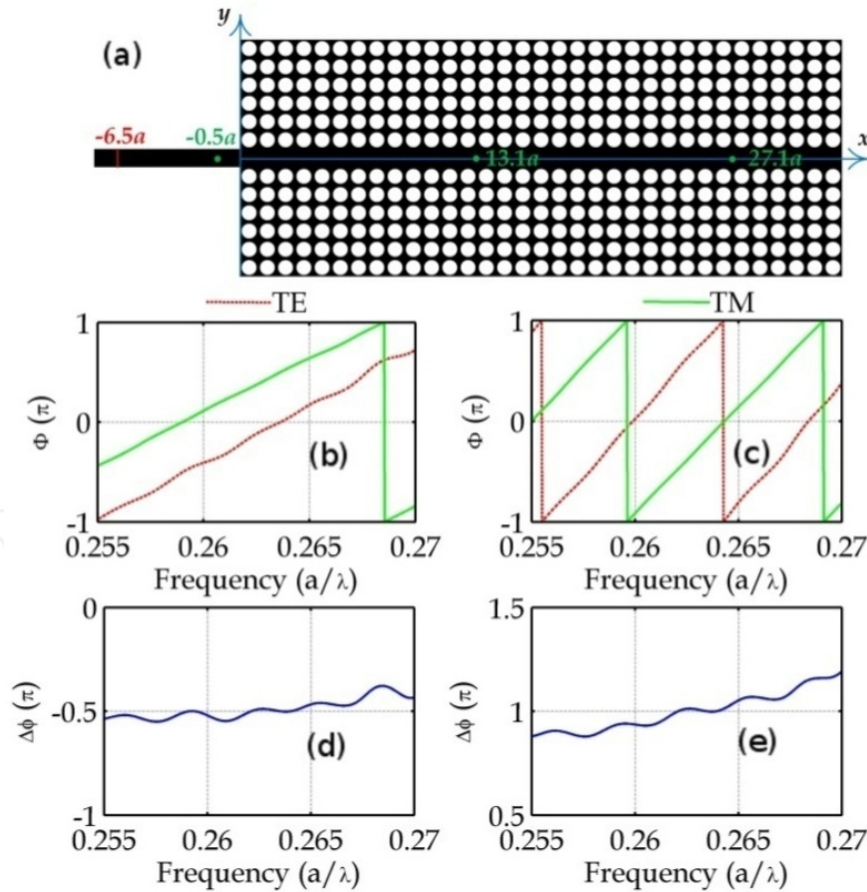 y
(a)
-6.5a -0.5a
13.1a 27.1a
x
TE TM
1 1
Φ (π) 0 (b) Φ (π) 0 (c)
-1 -1
0.255 0.26 0.265 0.27 0.255 0.26 0.265 0.27
Frequency (a/λ) Frequency (a/λ)
0 1.5
Δϕ (π) -0.5 (d) Δϕ (π) 1 (e)
-1 0.5
0.255 0.26 0.265 0.27 0.255 0.26 0.265 0.27
Frequency (a/λ) Frequency (a/λ)